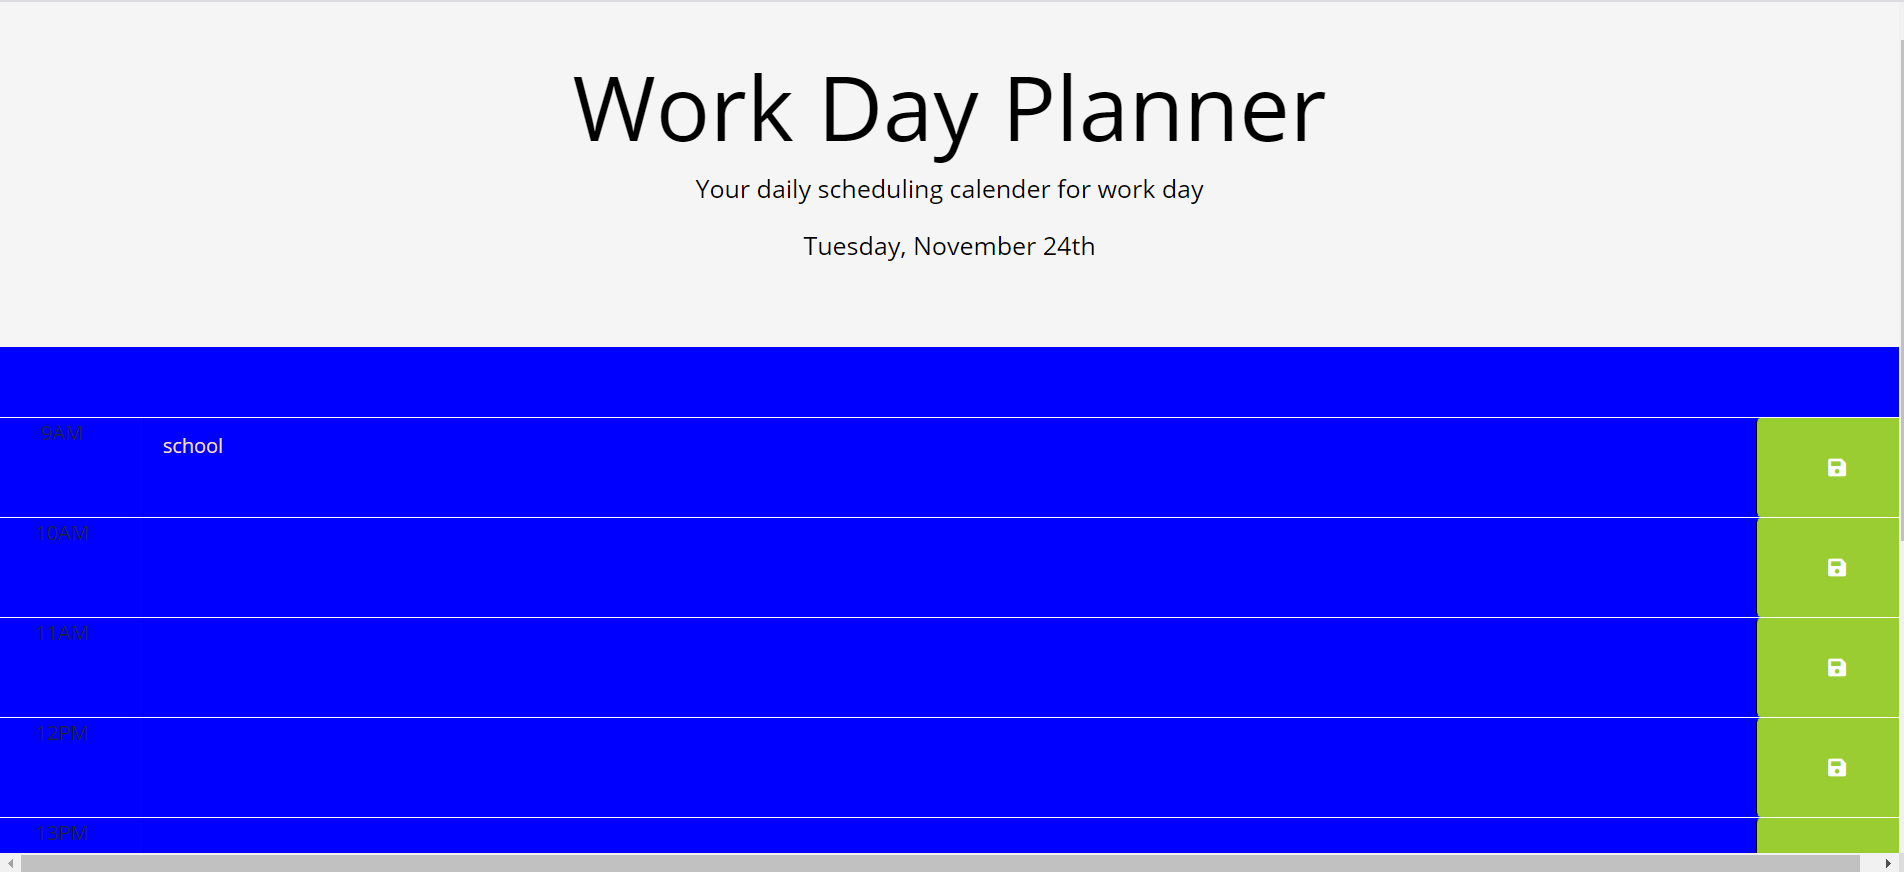 Work Day Planner
Your daily scheduling calender for work day
Tuesday, November 24th
9AM
school
10AM
11AM
12PM
13PM